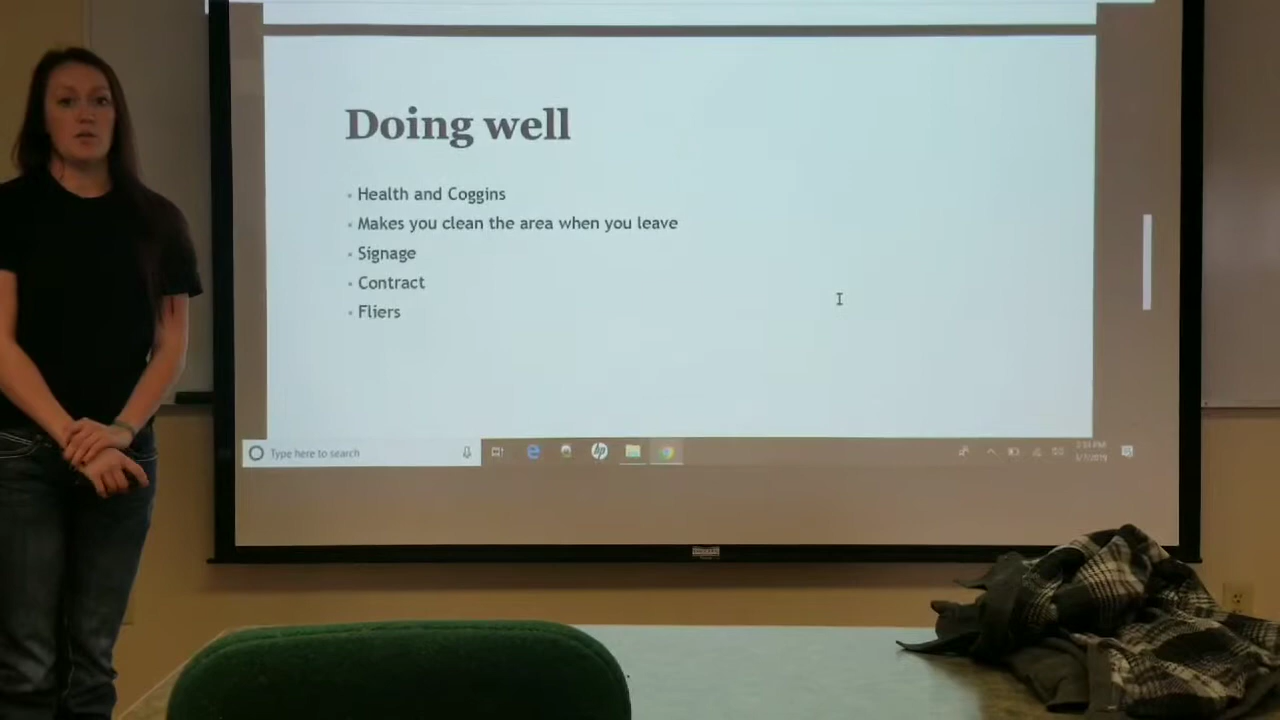 Doing well
Health and Coggins
Makes you clean the area when you leave
Signage
Contract
Fliers
Type here to search
hp